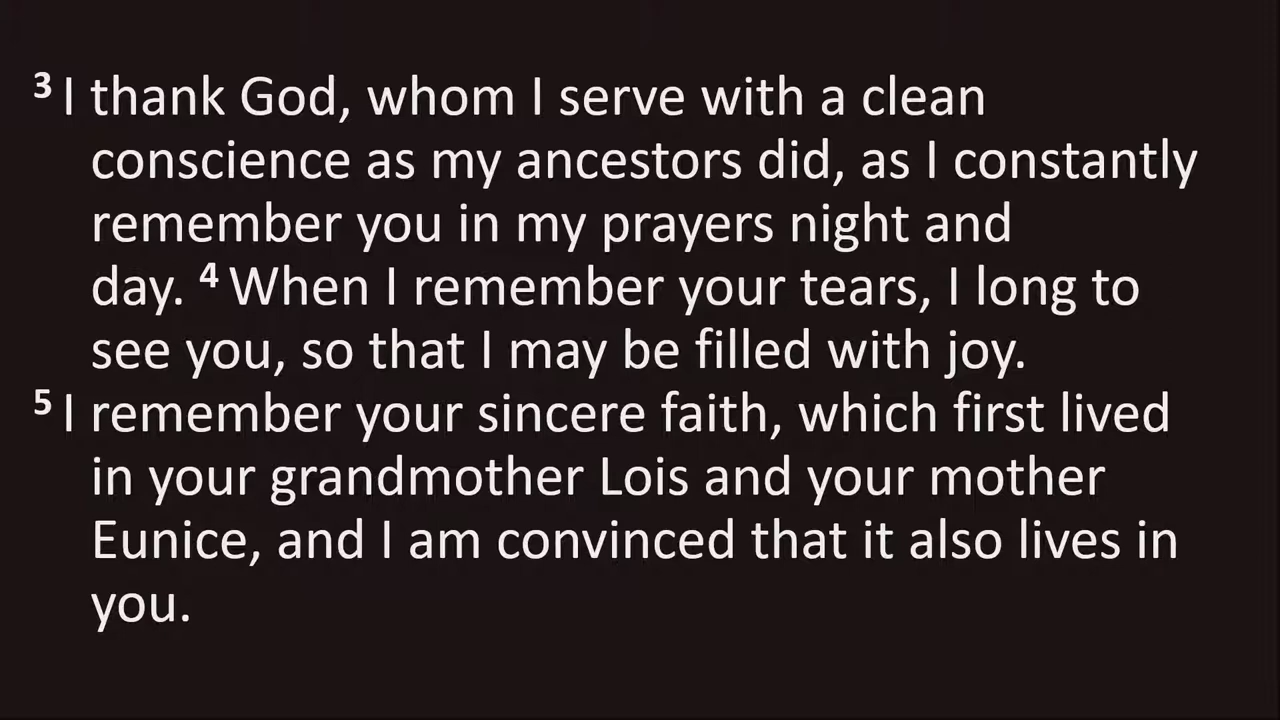 ³ I thank God, whom I serve with a clean
conscience as my ancestors did, as I constantly
remember you in my prayers night and
day. ⁴ When I remember your tears, I long to
see you, so that I may be filled with joy.
⁵ I remember your sincere faith, which first lived
in your grandmother Lois and your mother
Eunice, and I am convinced that it also lives in
you.